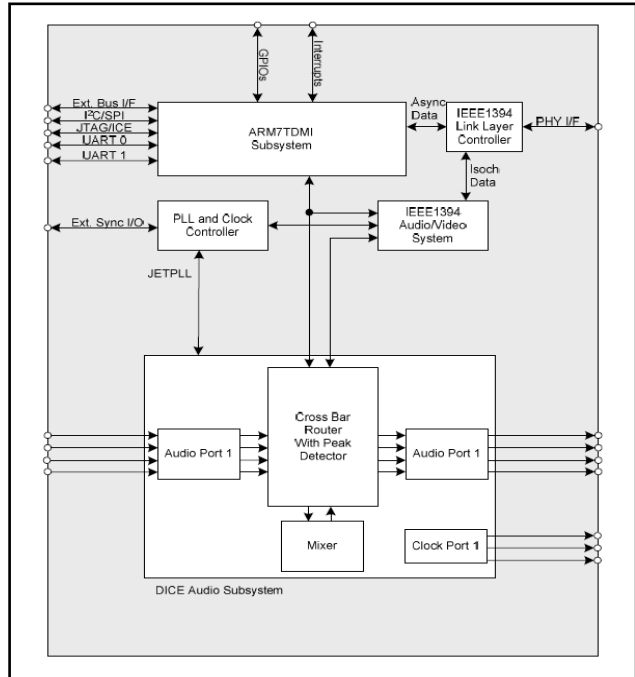 GPIOs
Interrupts
Ext. Bus I/F
I²C/SPI
JTAG/ICE
UART 0
UART 1
ARM7TDMI
Subsystem
Async
Data
IEEE1394
Link Layer
Controller
PHY I/F
Isoch
Data
Ext. Sync I/O
PLL and Clock
Controller
IEEE1394
Audio/Video
System
JETPLL
Cross Bar
Router
With Peak
Detector
Audio Port 1
Audio Port 1
Mixer
Clock Port 1
DICE Audio Subsystem